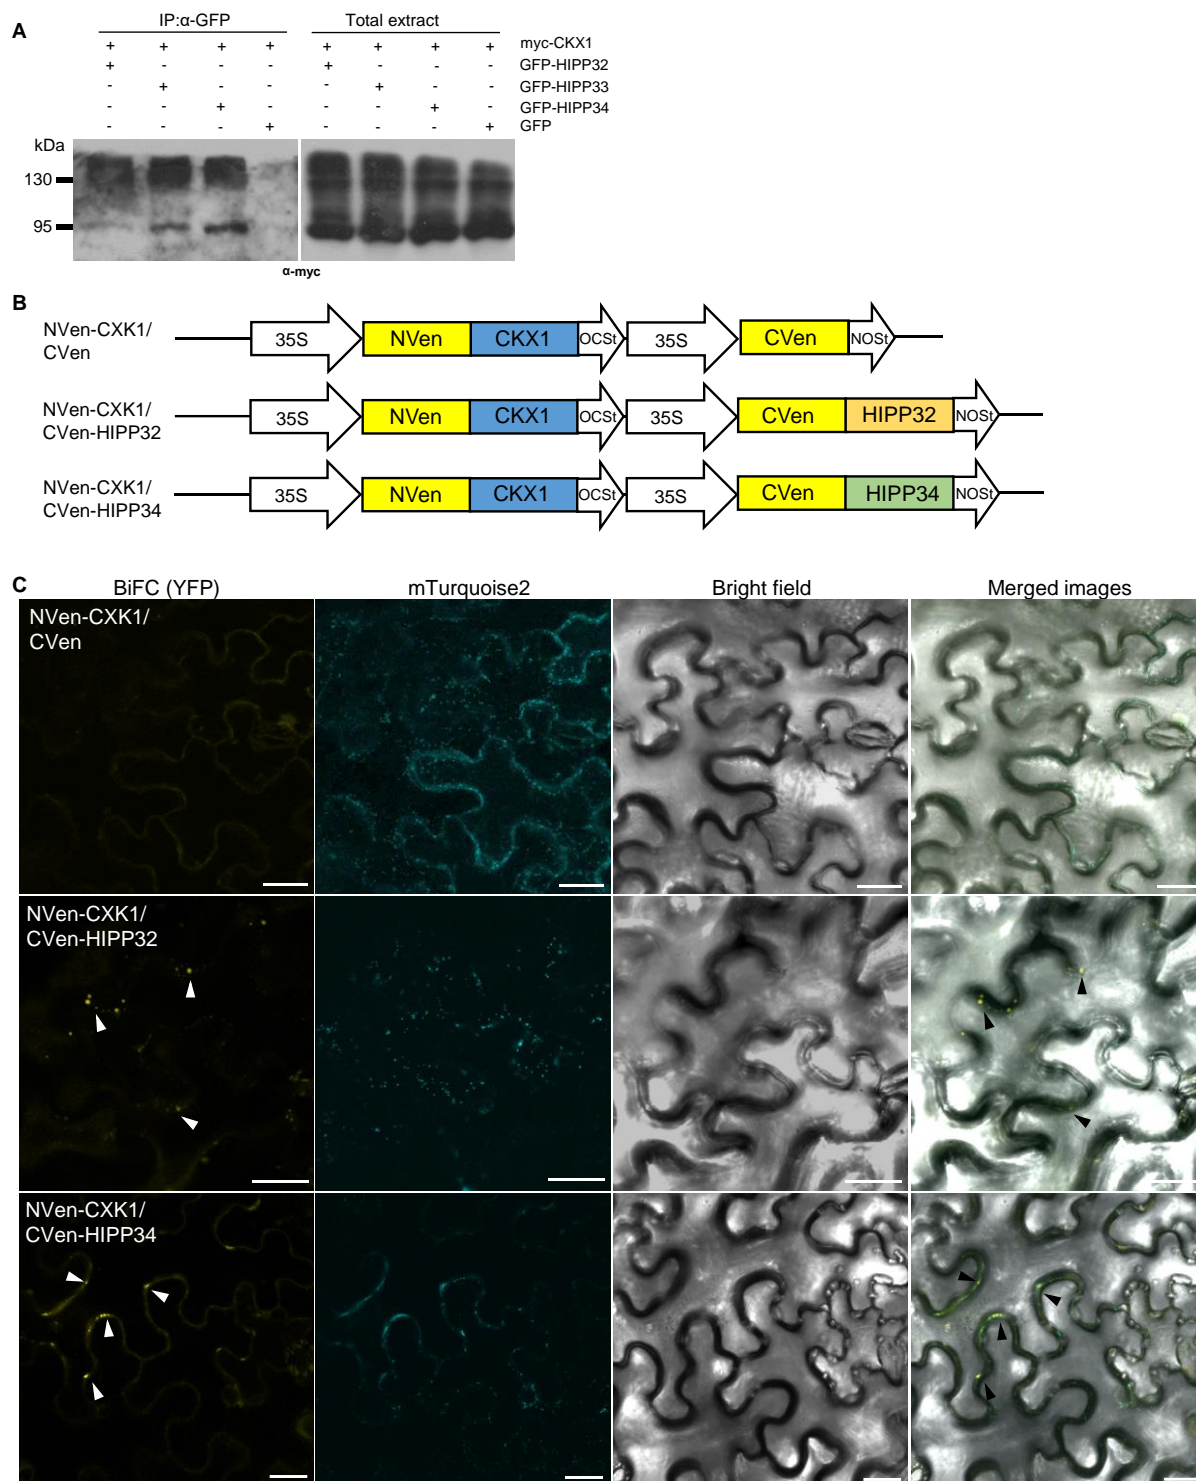 A
IP:α-GFP Total extract
+ + + + + + + + myc-CKX1
+ - - - + - - - GFP-HIPP32
- + - - - + - - GFP-HIPP33
- - + - - - + - GFP-HIPP34
- - - + - - - + GFP
kDa
130
95
α-myc
B
NVen-CXK1/
CVen
35S NVen CKX1 OCSt 35S CVen NOSt
NVen-CXK1/
CVen-HIPP32
35S NVen CKX1 OCSt 35S CVen HIPP32 NOSt
NVen-CXK1/
CVen-HIPP34
35S NVen CKX1 OCSt 35S CVen HIPP34 NOSt
C
BiFC (YFP) mTurquoise2 Bright field Merged images
NVen-CXK1/
CVen
NVen-CXK1/
CVen-HIPP32
NVen-CXK1/
CVen-HIPP34